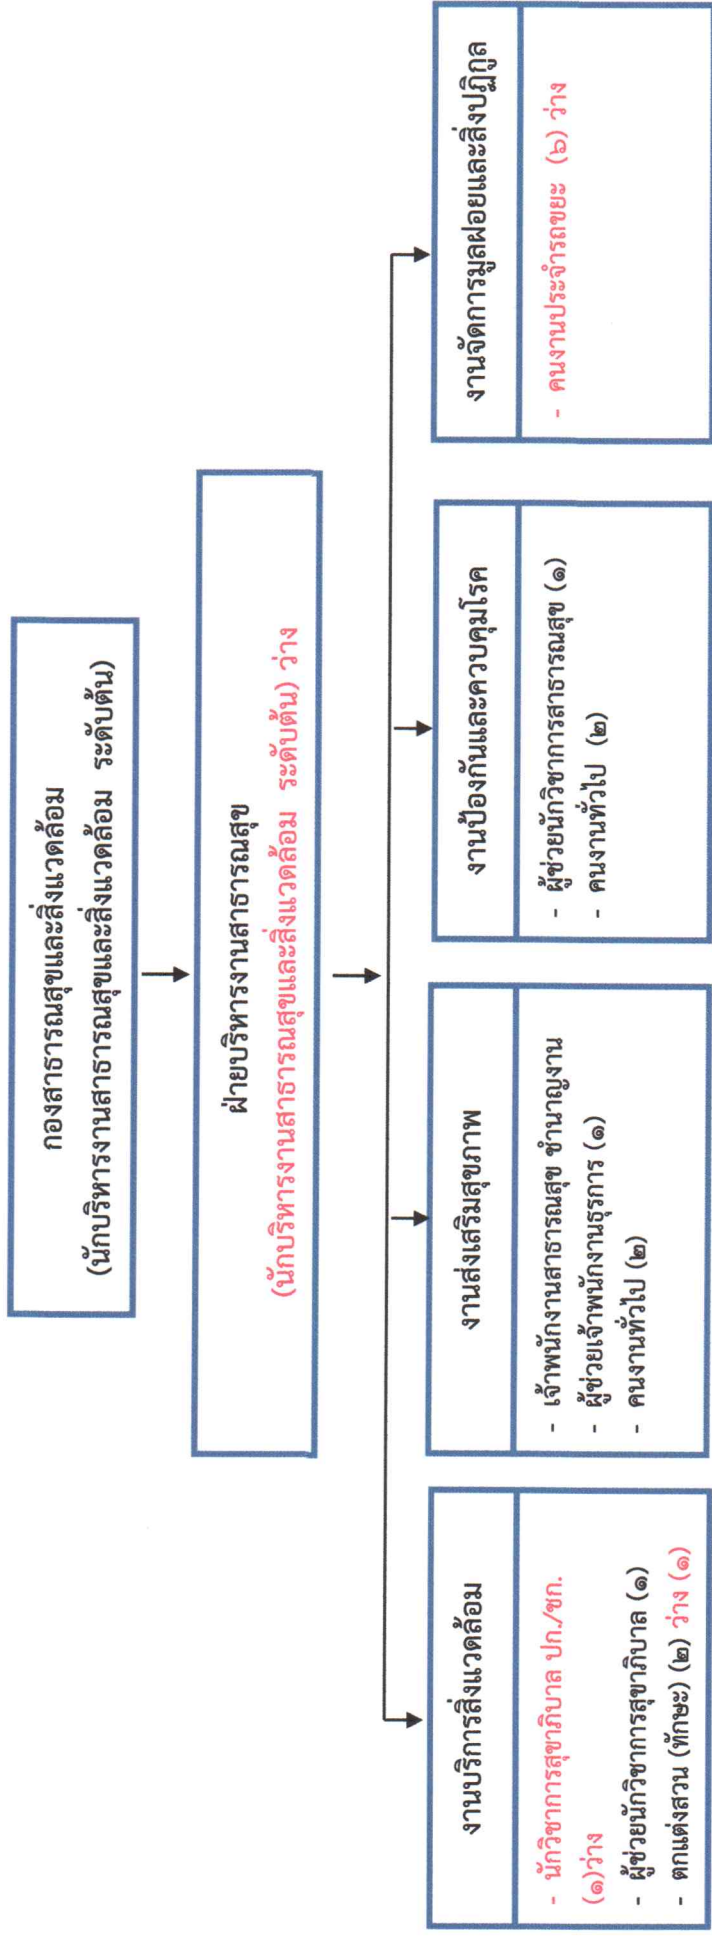 กองสาธารณสุขและสิ่งแวดล้อม
(นักบริหารงานสาธารณสุขและสิ่งแวดล้อม ระดับต้น)
ฝ่ายบริหารงานสาธารณสุข
(นักบริหารงานสาธารณสุขและสิ่งแวดล้อม ระดับต้น) ว่าง
งานบริการสิ่งแวดล้อม
- นักวิชาการสุขาภิบาล ปก./ชก.
(๑)ว่าง
- ผู้ช่วยนักวิชาการสุขาภิบาล (๑)
- ตกแต่งสวน (ทักษะ) (๒) ว่าง (๑)
งานส่งเสริมสุขภาพ
- เจ้าพนักงานสาธารณสุข ชำนาญงาน
- ผู้ช่วยเจ้าพนักงานธุรการ (๑)
- คนงานทั่วไป (๒)
งานป้องกันและควบคุมโรค
- ผู้ช่วยนักวิชาการสาธารณสุข (๑)
- คนงานทั่วไป (๒)
งานจัดการมูลฝอยและสิ่งปฏิกูล
- คนงานประจำรถขยะ (๖) ว่าง